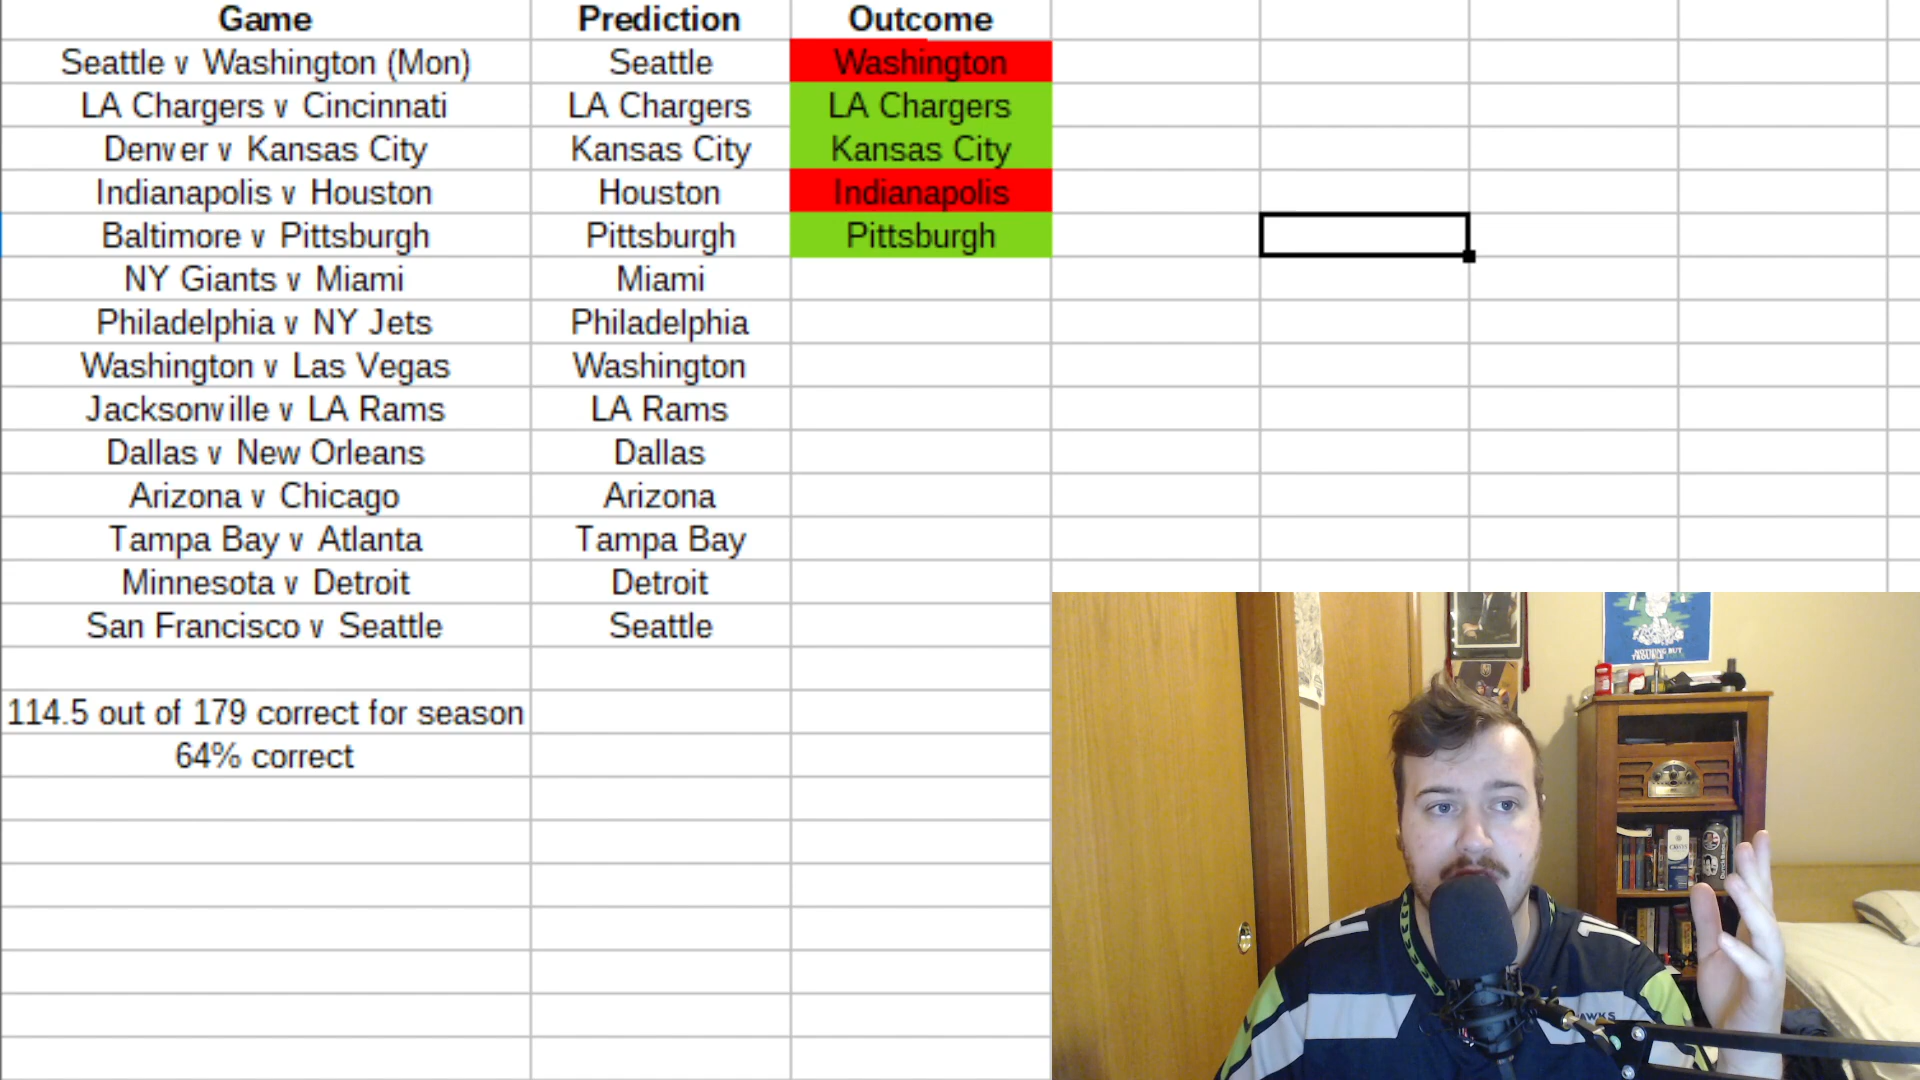 Game Prediction Outcome
Seattle v Washington (Mon) Seattle Washington
LA Chargers v Cincinnati LA Chargers LA Chargers
Denver v Kansas City Kansas City Kansas City
Indianapolis v Houston Houston Indianapolis
Baltimore v Pittsburgh Pittsburgh Pittsburgh
NY Giants v Miami Miami
Philadelphia v NY Jets Philadelphia
Washington v Las Vegas Washington
Jacksonville v LA Rams LA Rams
Dallas v New Orleans Dallas
Arizona v Chicago Arizona
Tampa Bay v Atlanta Tampa Bay
Minnesota v Detroit Detroit
San Francisco v Seattle Seattle
114.5 out of 179 correct for season
64% correct
NOTHING BUT
TROUBLE
AWKS